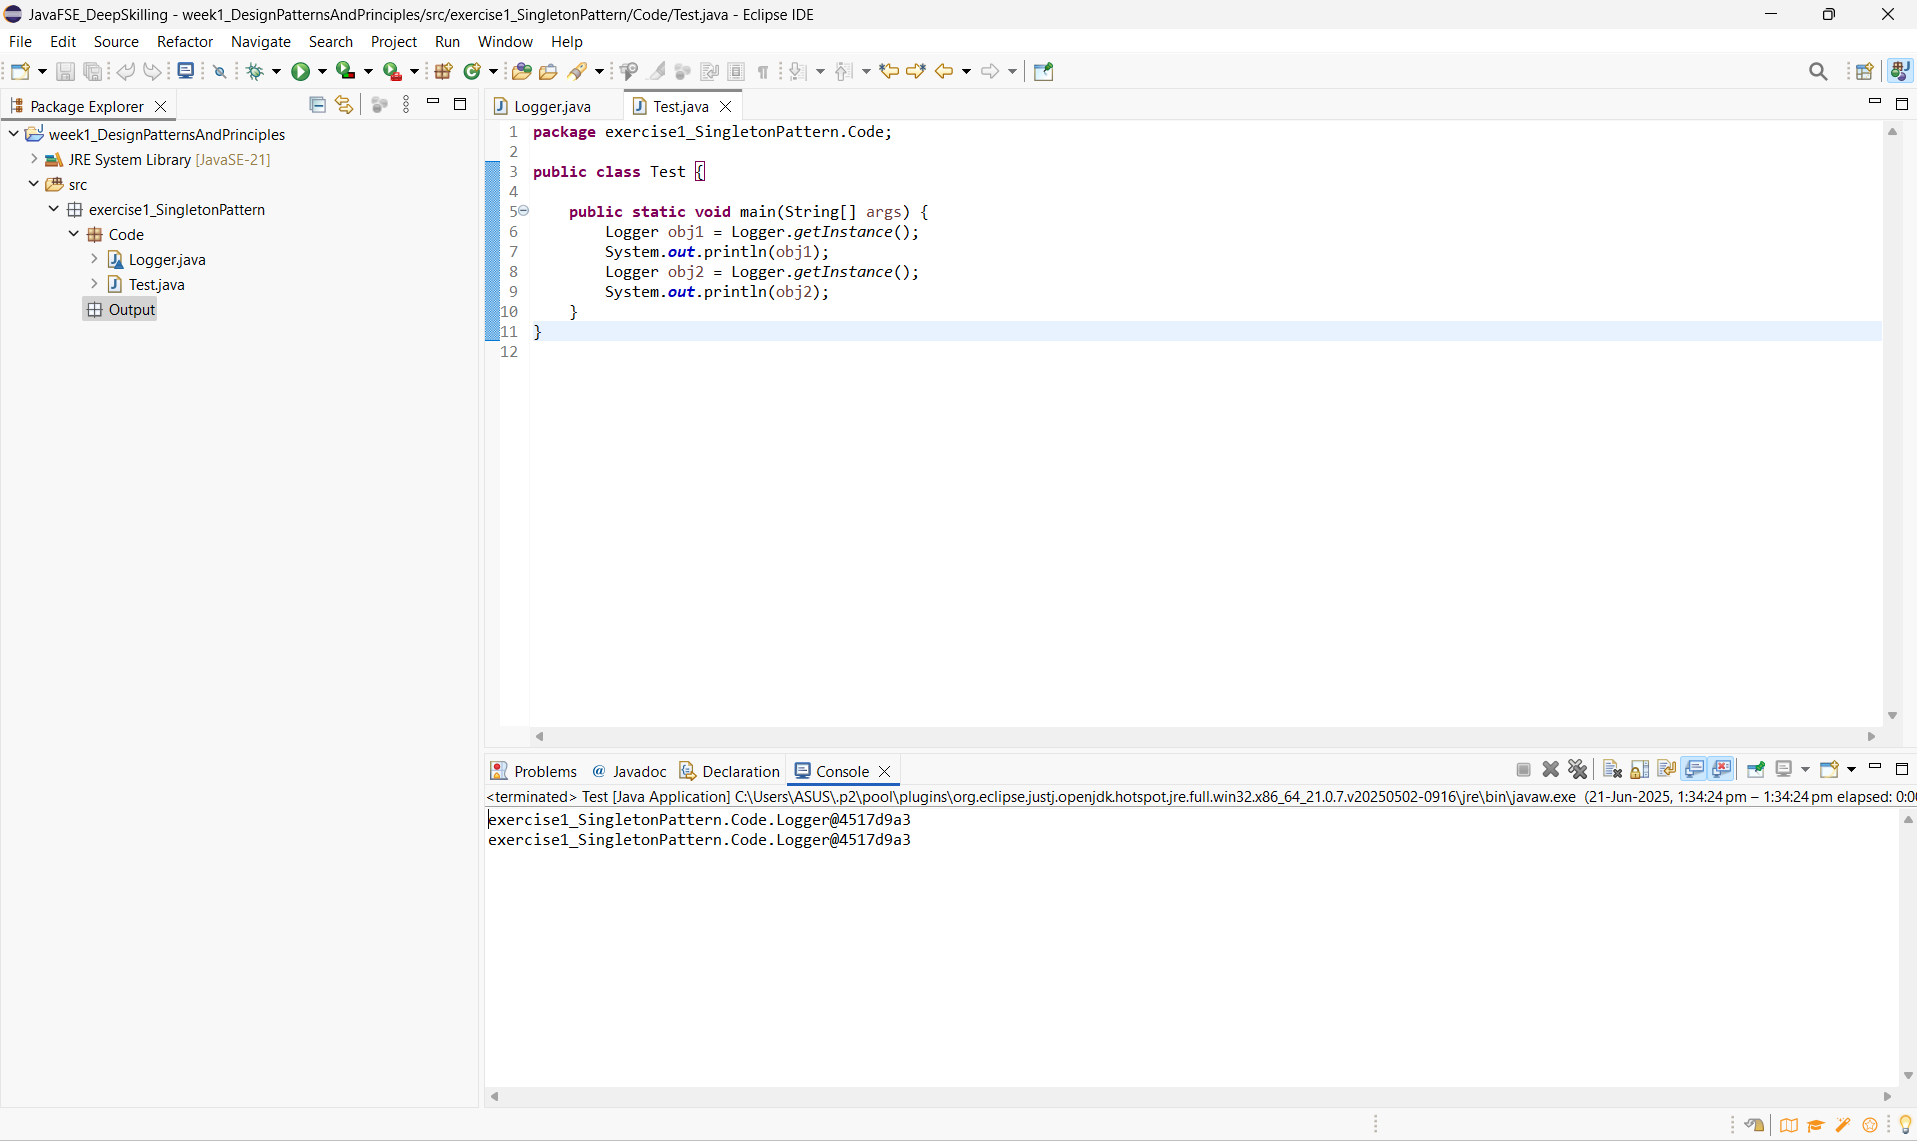 JavaFSE_DeepSkilling - week1_DesignPatternsAndPrinciples/src/exercise1_SingletonPattern/Code/Test.java - Eclipse IDE
File Edit Source Refactor Navigate Search Project Run Window Help
Package Explorer
week1_DesignPatternsAndPrinciples
JRE System Library [JavaSE-21]
src
exercise1_SingletonPattern
Code
Logger.java
Test.java
Output
Logger.java Test.java
1 package exercise1_SingletonPattern.Code;
2
3 public class Test {
4
5 public static void main(String[] args) {
6 Logger obj1 = Logger.getInstance();
7 System.out.println(obj1);
8 Logger obj2 = Logger.getInstance();
9 System.out.println(obj2);
10 }
11 }
12
Problems @ Javadoc Declaration Console
<terminated> Test [Java Application] C:\Users\ASUS\.p2\pool\plugins\org.eclipse.justj.openjdk.hotspot.jre.full.win32.x86_64_21.0.7.v20250502-0916\jre\bin\javaw.exe (21-Jun-2025, 1:34:24 pm – 1:34:24 pm elapsed: 0:00
exercise1_SingletonPattern.Code.Logger@4517d9a3
exercise1_SingletonPattern.Code.Logger@4517d9a3